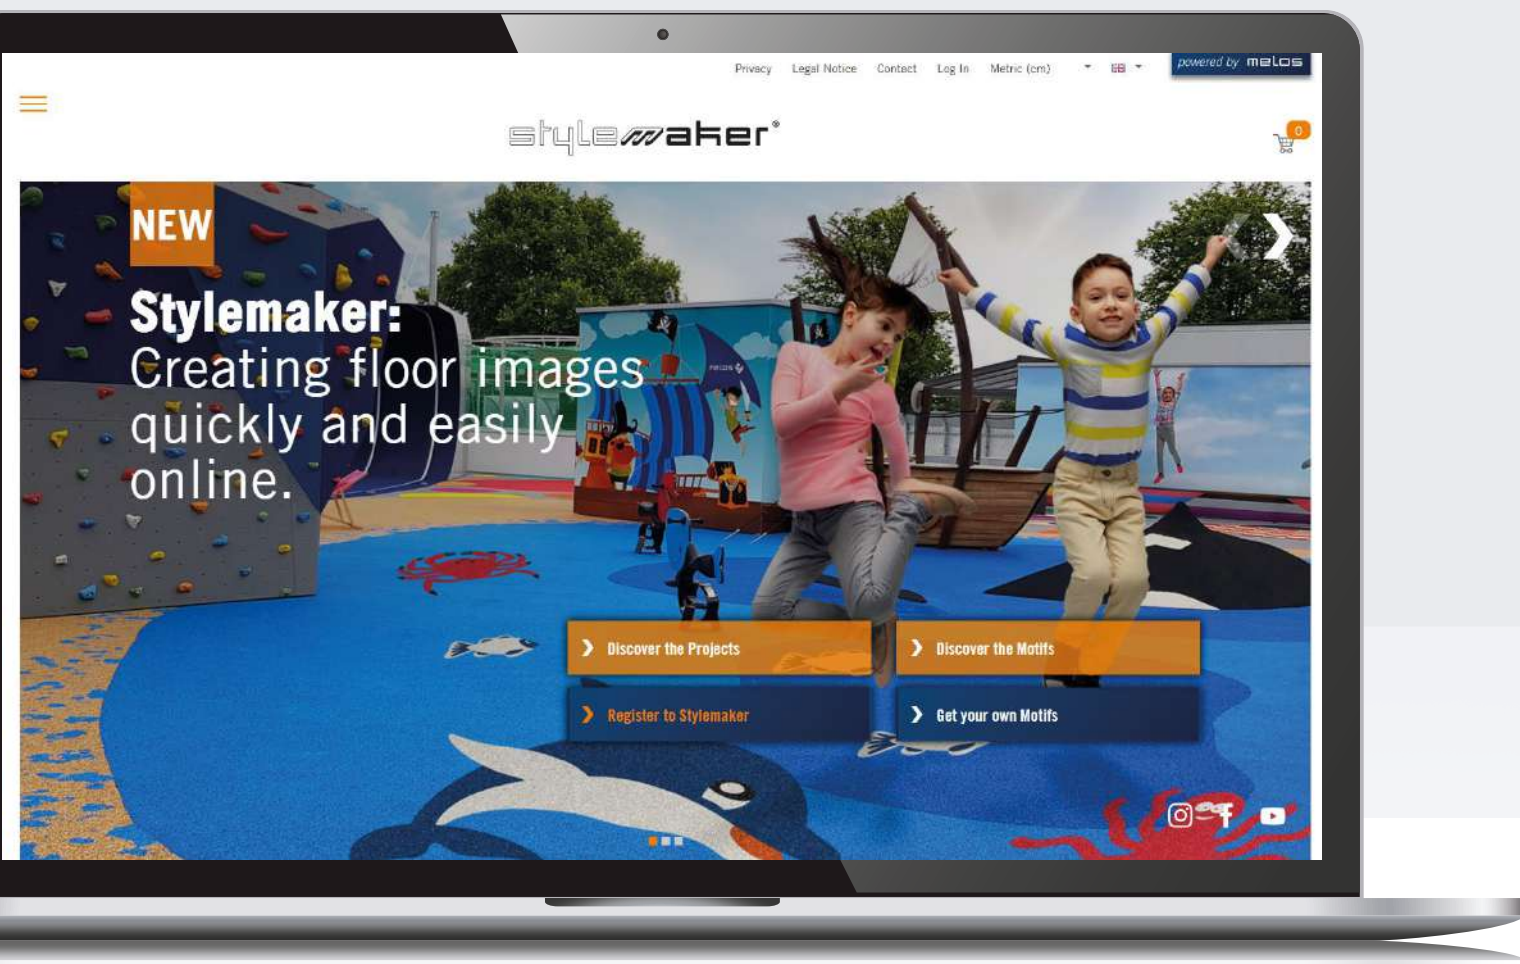 Privacy Legal Notice Contact Log In Metric (cm)
powered by melos
stylemaker®
0
NEW
Stylemaker:
Creating floor images
quickly and easily
online.
Discover the Projects
Discover the Motifs
Register to Stylemaker
Get your own Motifs